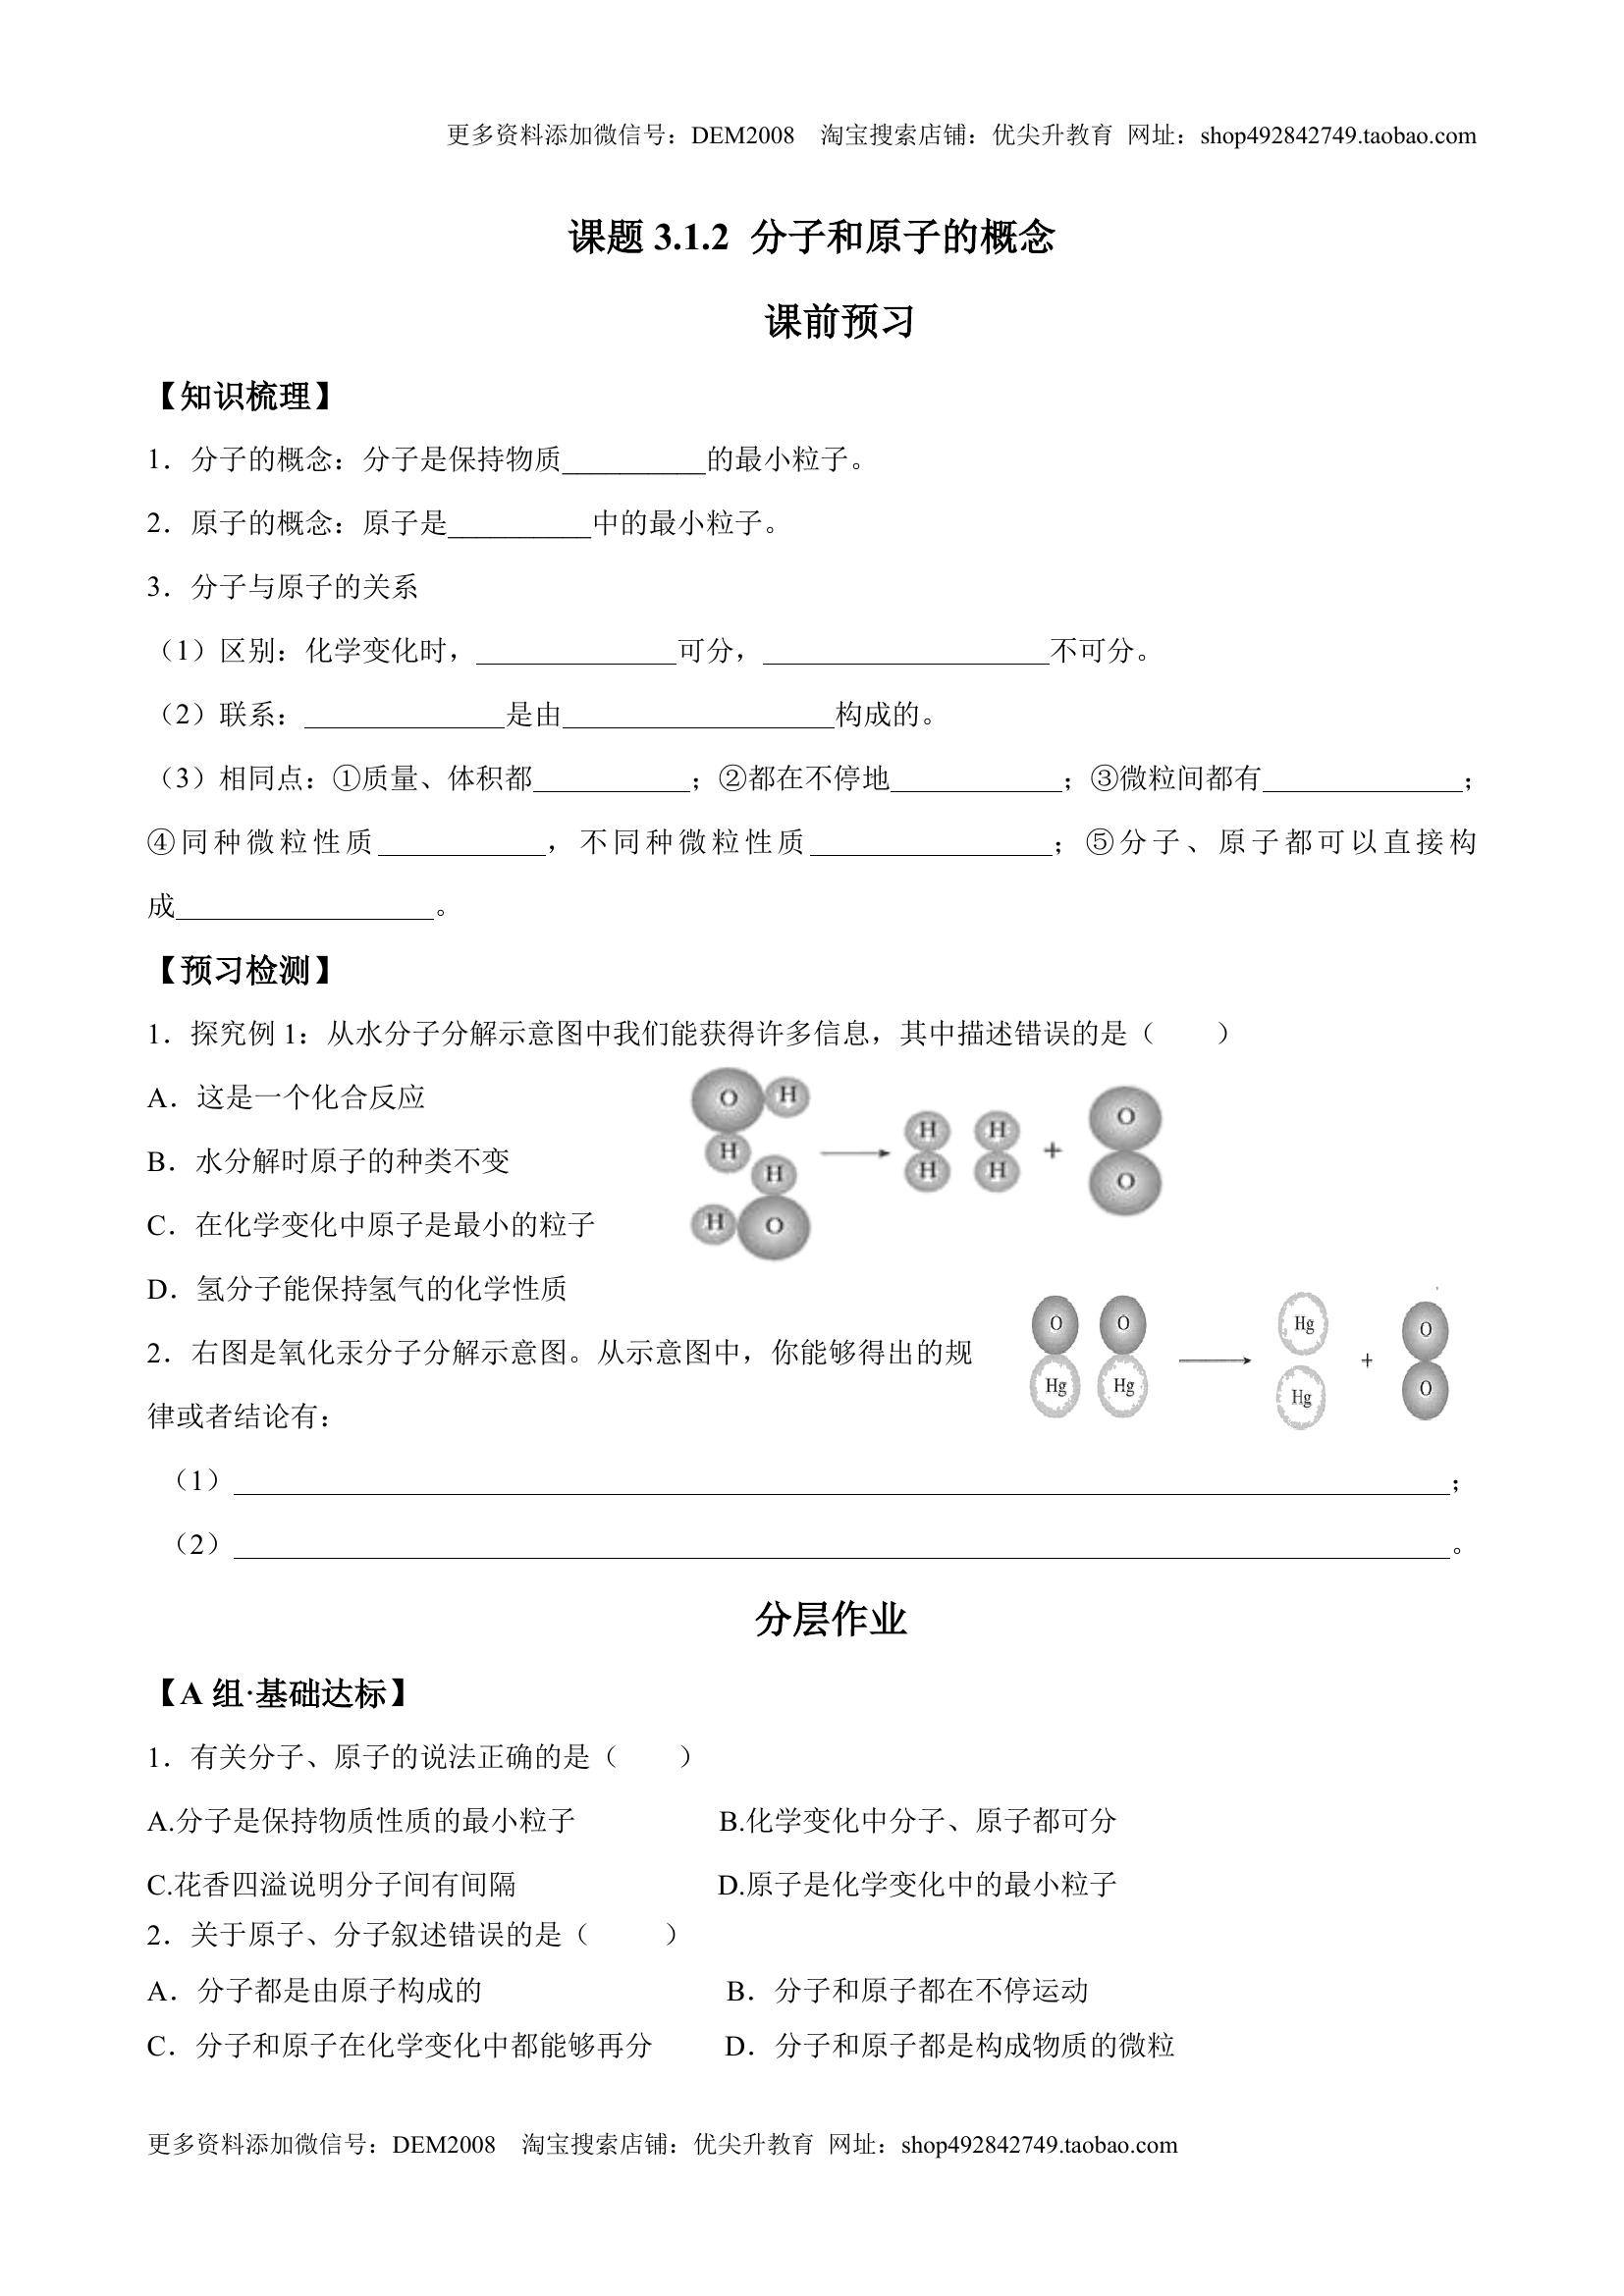 更多资料添加微信号：DEM2008 淘宝搜索店铺：优尖升教育 网址：shop492842749.taobao.com
课题 3.1.2 分子和原子的概念
课前预习
【知识梳理】
1．分子的概念：分子是保持物质__________的最小粒子。
2．原子的概念：原子是__________中的最小粒子。
3．分子与原子的关系
（1）区别：化学变化时，______________可分，____________________不可分。
（2）联系：______________是由___________________构成的。
（3）相同点：①质量、体积都___________；②都在不停地____________；③微粒间都有______________；
④同种微粒性质__________，不同种微粒性质_______________；⑤分子、原子都可以直接构
成__________________。
【预习检测】
1．探究例 1：从水分子分解示意图中我们能获得许多信息，其中描述错误的是（ ）
A．这是一个化合反应
B．水分解时原子的种类不变
C．在化学变化中原子是最小的粒子
D．氢分子能保持氢气的化学性质
O H H H H O H H H H + O O
2．右图是氧化汞分子分解示意图。从示意图中，你能够得出的规
律或者结论有：
O O Hg Hg Hg Hg + O O
（1）____________________________________________________________；
（2）____________________________________________________________。
分层作业
【A 组·基础达标】
1．有关分子、原子的说法正确的是（ ）
A.分子是保持物质性质的最小粒子 B.化学变化中分子、原子都可分
C.花香四溢说明分子间有间隔 D.原子是化学变化中的最小粒子
2．关于原子、分子叙述错误的是（ ）
A．分子都是由原子构成的 B．分子和原子都在不停运动
C．分子和原子在化学变化中都能够再分 D．分子和原子都是构成物质的微粒
更多资料添加微信号：DEM2008 淘宝搜索店铺：优尖升教育 网址：shop492842749.taobao.com